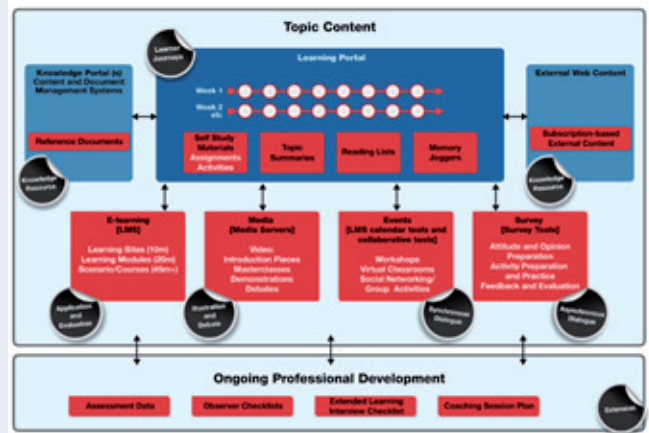 Topic Content
Learner
Journeys
Learning Portal
Knowledge Portal (s)
Content and Document
Management Systems
Reference Documents
Knowledge
Resource
Week 1
Week 2
etc
Self Study
Materials
Assignments
Activities
Topic
Summaries
Reading Lists
Memory
Joggers
External Web Content
Subscription-based
External Content
Knowledge
Resource
E-learning
[LMS]
Learning Bites (10m)
Learning Modules (20m)
Scenario/Courses (45m+)
Application
and
Evaluation
Media
[Media Servers]
Video:
Introduction Pieces
Masterclasses
Demonstrations
Debates
Illustration
and
Debate
Events
[LMS calendar tools and
collaborative tools]
Workshops
Virtual Classrooms
Social Networking/
Group Activities
Synchronous
Dialogue
Survey
[Survey Tools]
Attitude and Opinion
Preparation
Activity Preparation
and Practice
Feedback and Evaluation
Asynchronous
Dialogue
Ongoing Professional Development
Assessment Data
Observer Checklists
Extended Learning
Interview Checklist
Coaching Session Plan
Extension